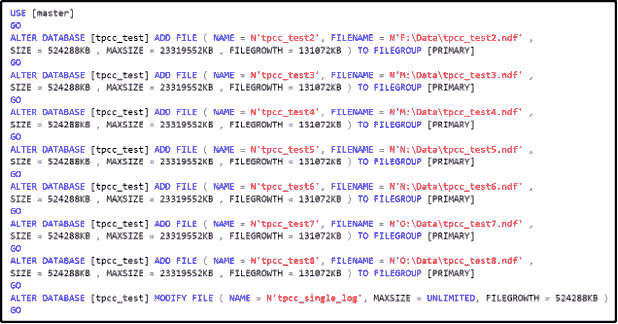 USE [master]
GO
ALTER DATABASE [tpcc_test] ADD FILE ( NAME = N'tpcc_test2', FILENAME = N'F:\Data\tpcc_test2.ndf' ,
SIZE = 524288KB , MAXSIZE = 23319552KB , FILEGROWTH = 131072KB ) TO FILEGROUP [PRIMARY]
GO
ALTER DATABASE [tpcc_test] ADD FILE ( NAME = N'tpcc_test3', FILENAME = N'M:\Data\tpcc_test3.ndf' ,
SIZE = 524288KB , MAXSIZE = 23319552KB , FILEGROWTH = 131072KB ) TO FILEGROUP [PRIMARY]
GO
ALTER DATABASE [tpcc_test] ADD FILE ( NAME = N'tpcc_test4', FILENAME = N'M:\Data\tpcc_test4.ndf' ,
SIZE = 524288KB , MAXSIZE = 23319552KB , FILEGROWTH = 131072KB ) TO FILEGROUP [PRIMARY]
GO
ALTER DATABASE [tpcc_test] ADD FILE ( NAME = N'tpcc_test5', FILENAME = N'N:\Data\tpcc_test5.ndf' ,
SIZE = 524288KB , MAXSIZE = 23319552KB , FILEGROWTH = 131072KB ) TO FILEGROUP [PRIMARY]
GO
ALTER DATABASE [tpcc_test] ADD FILE ( NAME = N'tpcc_test6', FILENAME = N'N:\Data\tpcc_test6.ndf' ,
SIZE = 524288KB , MAXSIZE = 23319552KB , FILEGROWTH = 131072KB ) TO FILEGROUP [PRIMARY]
GO
ALTER DATABASE [tpcc_test] ADD FILE ( NAME = N'tpcc_test7', FILENAME = N'O:\Data\tpcc_test7.ndf' ,
SIZE = 524288KB , MAXSIZE = 23319552KB , FILEGROWTH = 131072KB ) TO FILEGROUP [PRIMARY]
GO
ALTER DATABASE [tpcc_test] ADD FILE ( NAME = N'tpcc_test8', FILENAME = N'O:\Data\tpcc_test8.ndf' ,
SIZE = 524288KB , MAXSIZE = 23319552KB , FILEGROWTH = 131072KB ) TO FILEGROUP [PRIMARY]
GO
ALTER DATABASE [tpcc_test] MODIFY FILE ( NAME = N'tpcc_single_log', MAXSIZE = UNLIMITED, FILEGROWTH = 524288KB )
GO